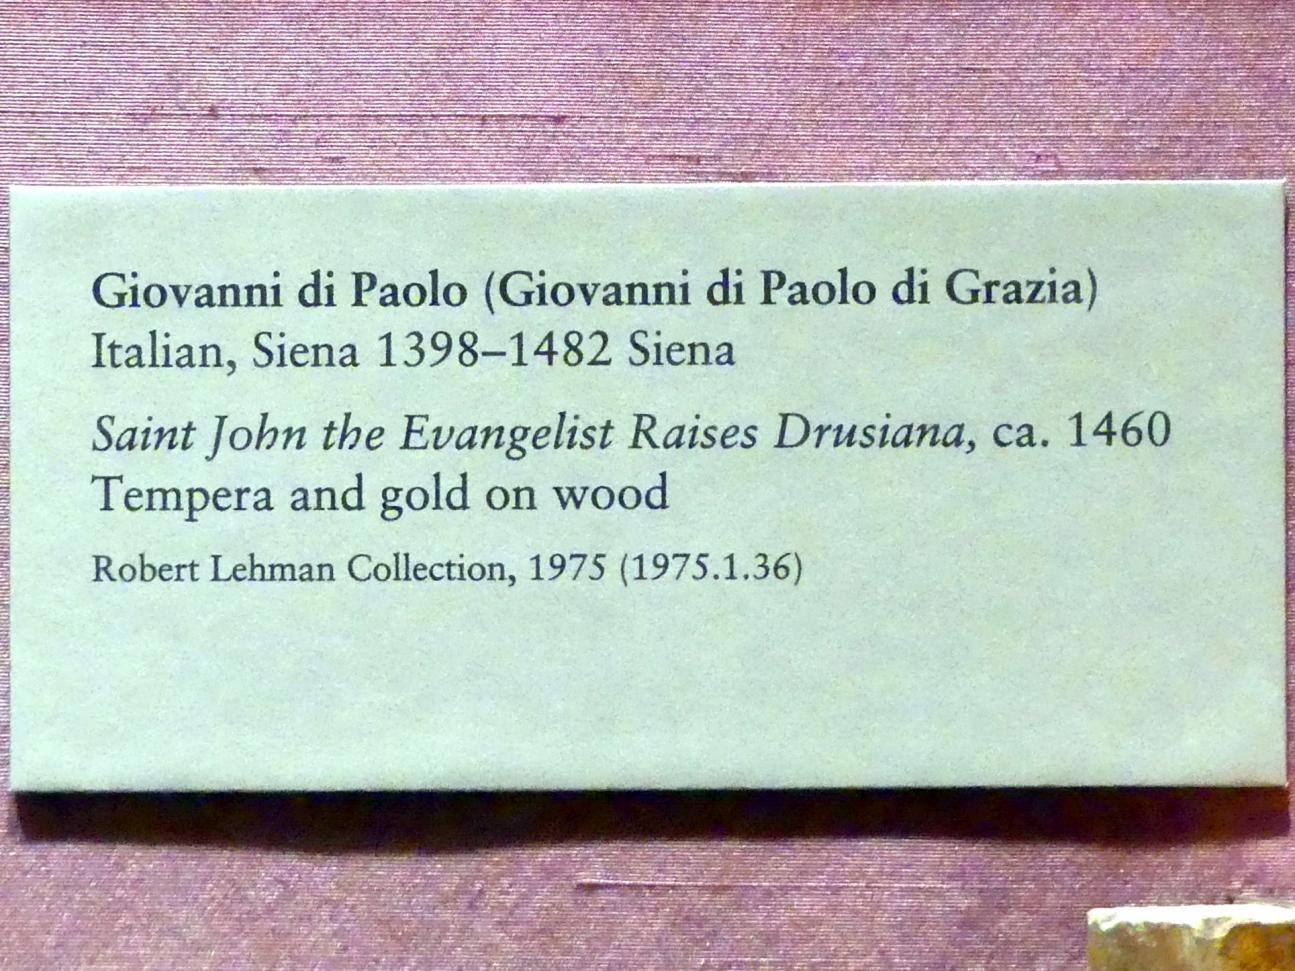 Giovanni di Paolo (Giovanni di Paolo di Grazia)
Italian, Siena 1398–1482 Siena
Saint John the Evangelist Raises Drusiana, ca. 1460
Tempera and gold on wood
Robert Lehman Collection, 1975 (1975.1.36)